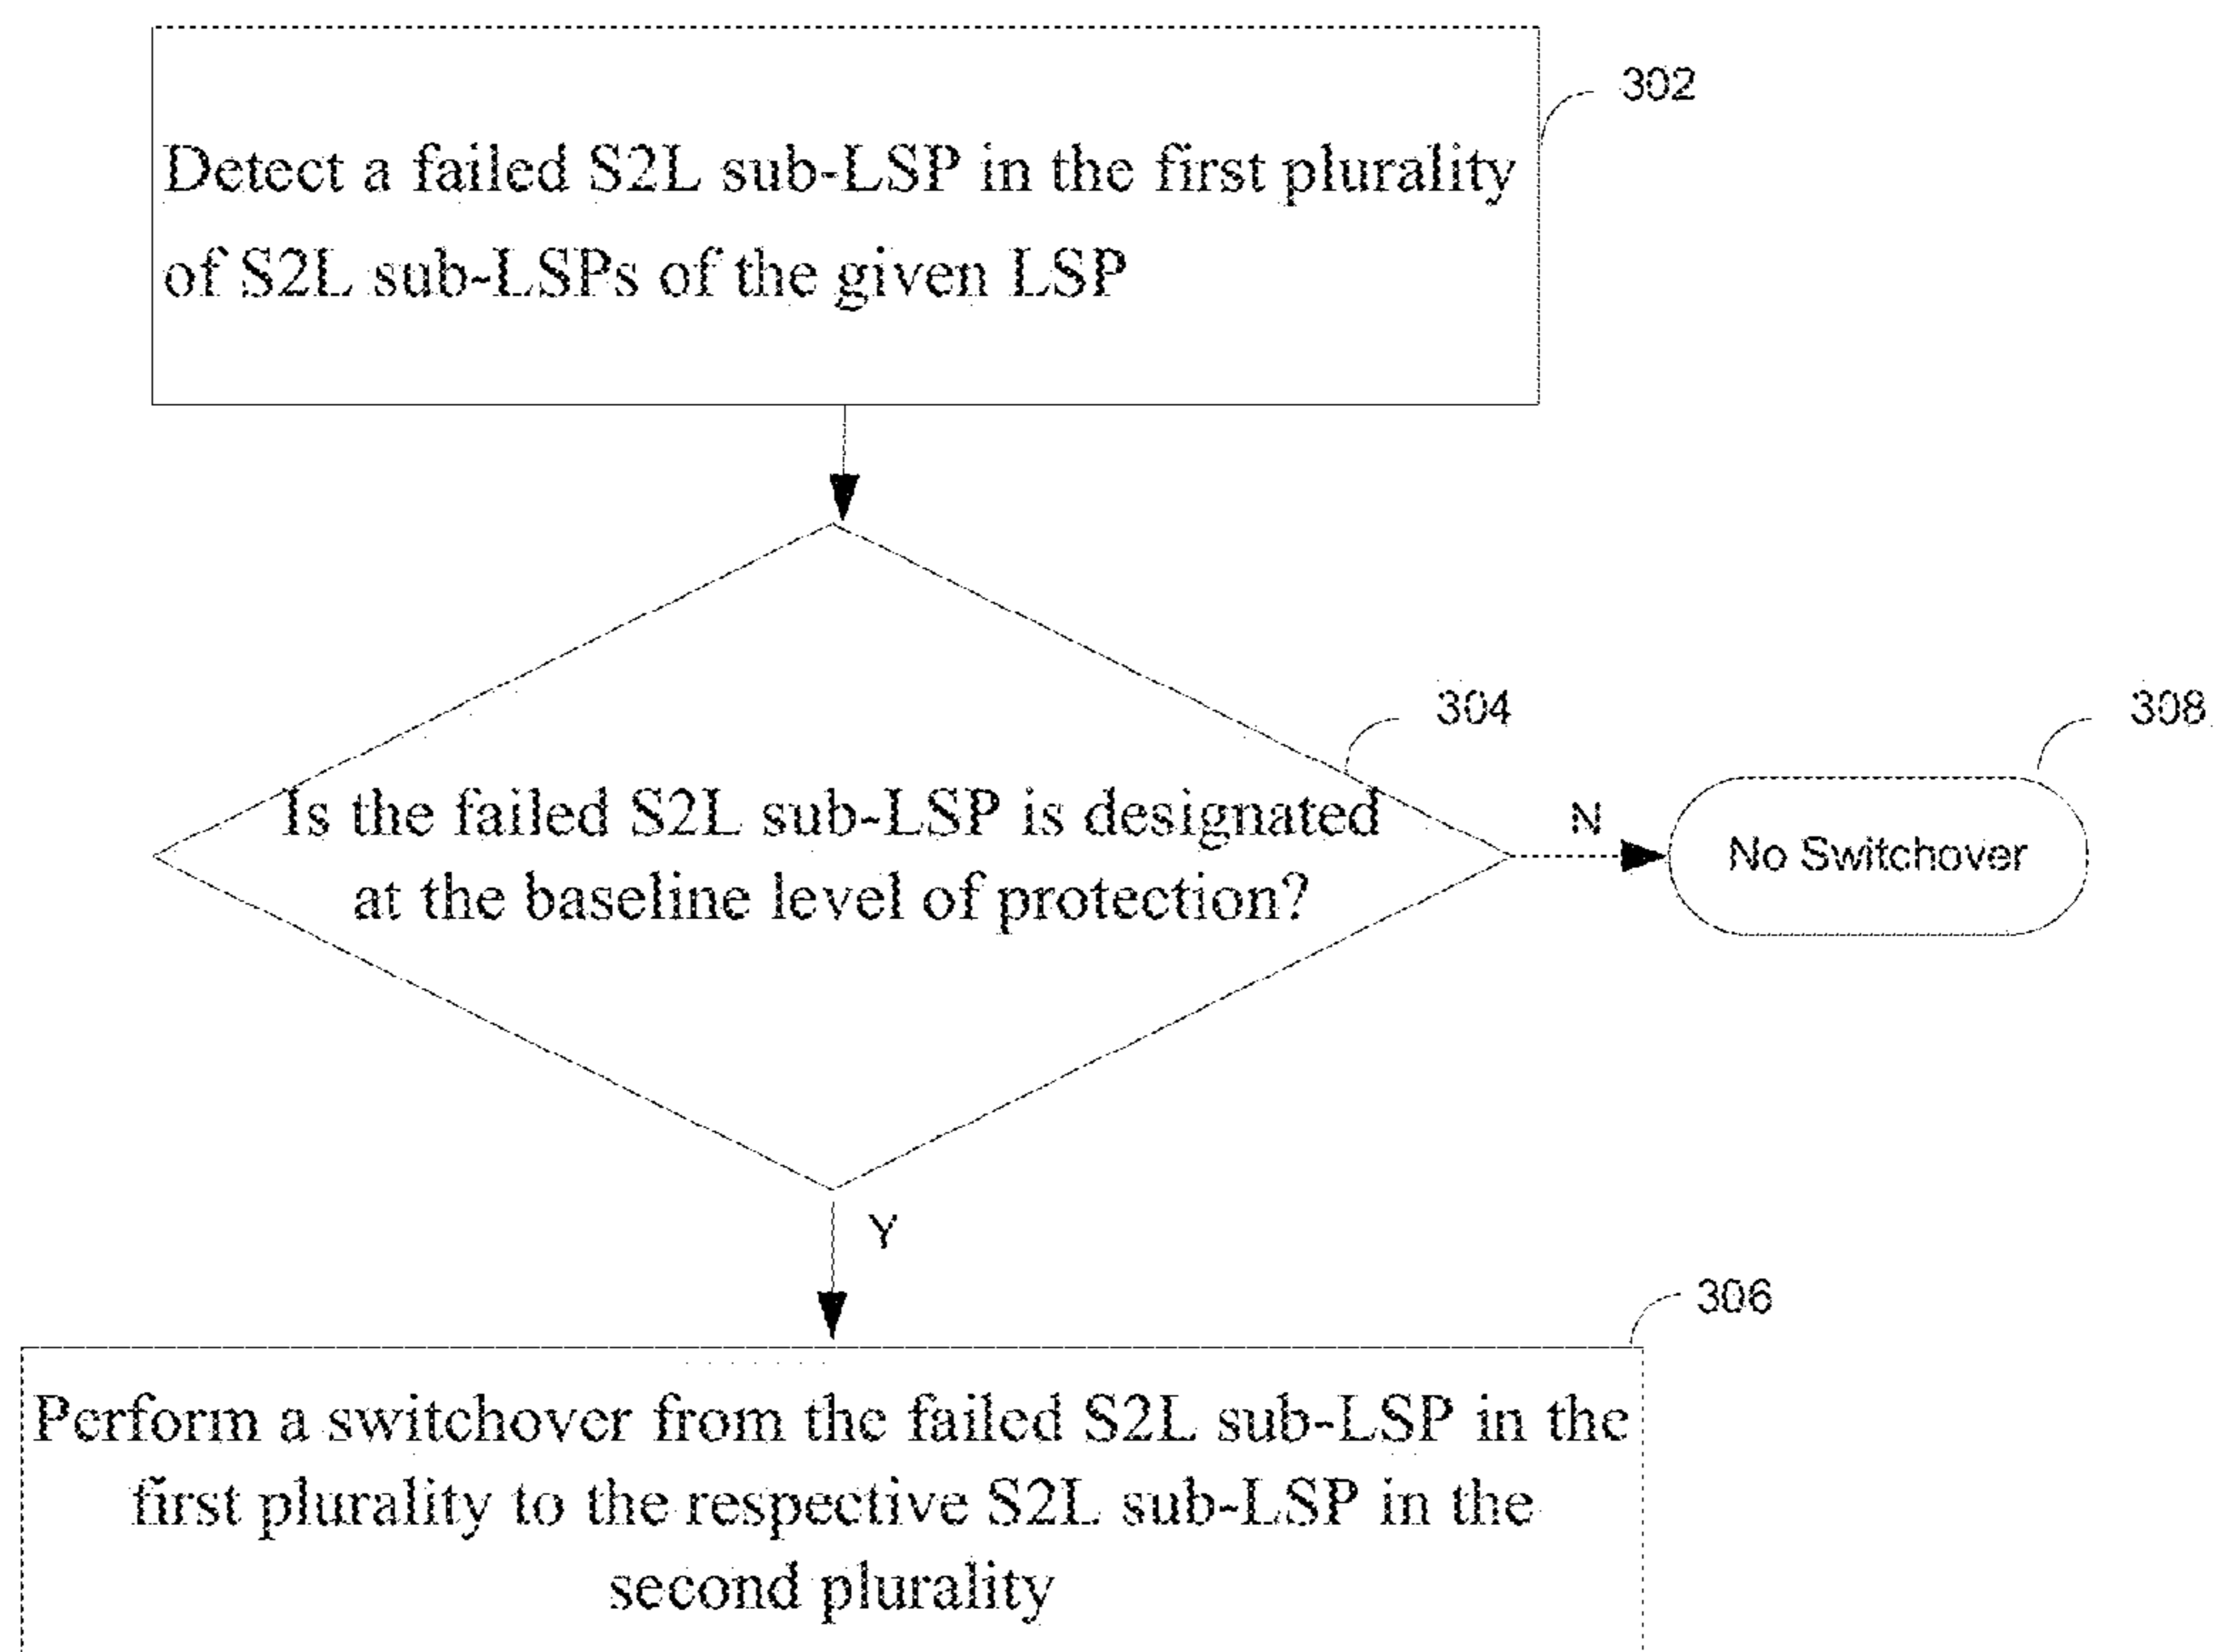 302
Detect a failed S2L sub-LSP in the first plurality
of S2L sub-LSPs of the given LSP
304
308
Is the failed S2L sub-LSP is designated
at the baseline level of protection?
N
No Switchover
Y
306
Perform a switchover from the failed S2L sub-LSP in the
first plurality to the respective S2L sub-LSP in the
second plurality